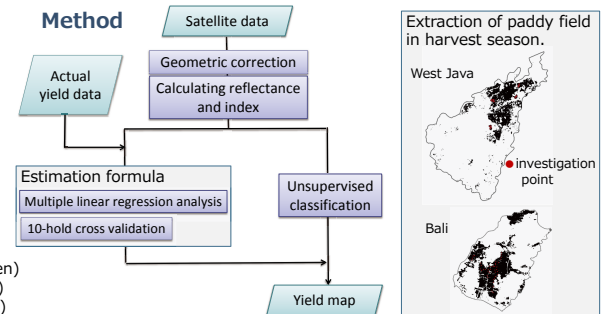 Method
Satellite data
Geometric correction
Calculating reflectance
and index
Actual
yield data
Estimation formula
Multiple linear regression analysis
10-hold cross validation
Unsupervised
classification
en)
)
)
Yield map
Extraction of paddy field
in harvest season.
West Java
investigation
point
Bali